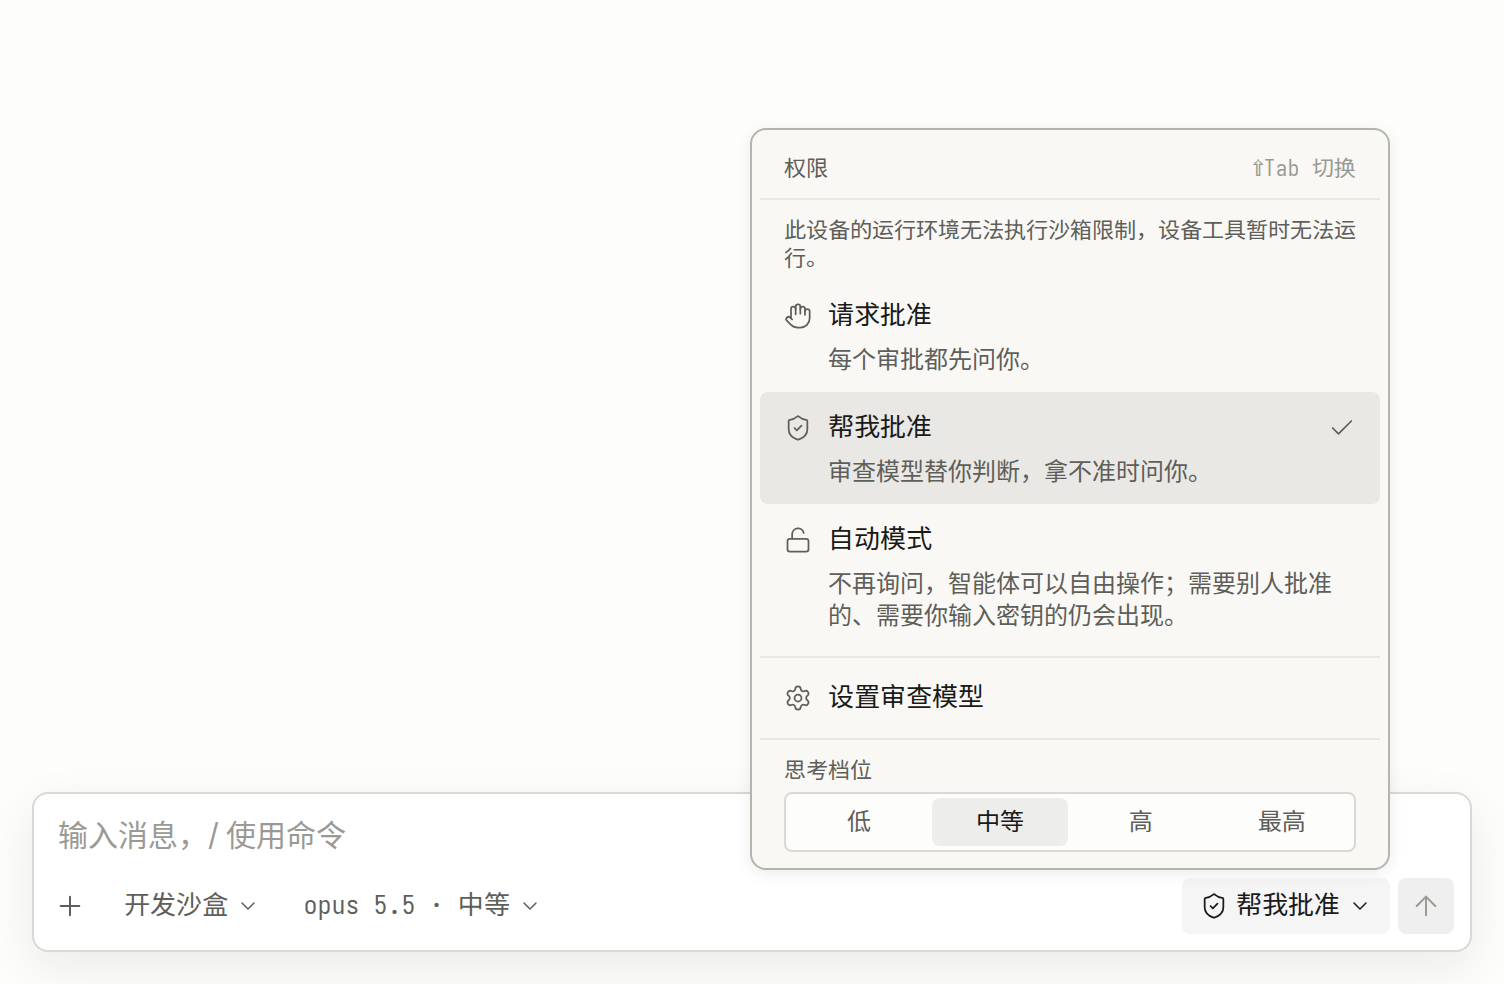 权限
⇧Tab 切换
此设备的运行环境无法执行沙箱限制，设备工具暂时无法运
行。
请求批准
每个审批都先问你。
帮我批准
审查模型替你判断，拿不准时问你。
自动模式
不再询问，智能体可以自由操作；需要别人批准
的、需要你输入密钥的仍会出现。
设置审查模型
思考档位
低 中等 高 最高
输入消息，/ 使用命令
开发沙盒 opus 5.5 · 中等 帮我批准